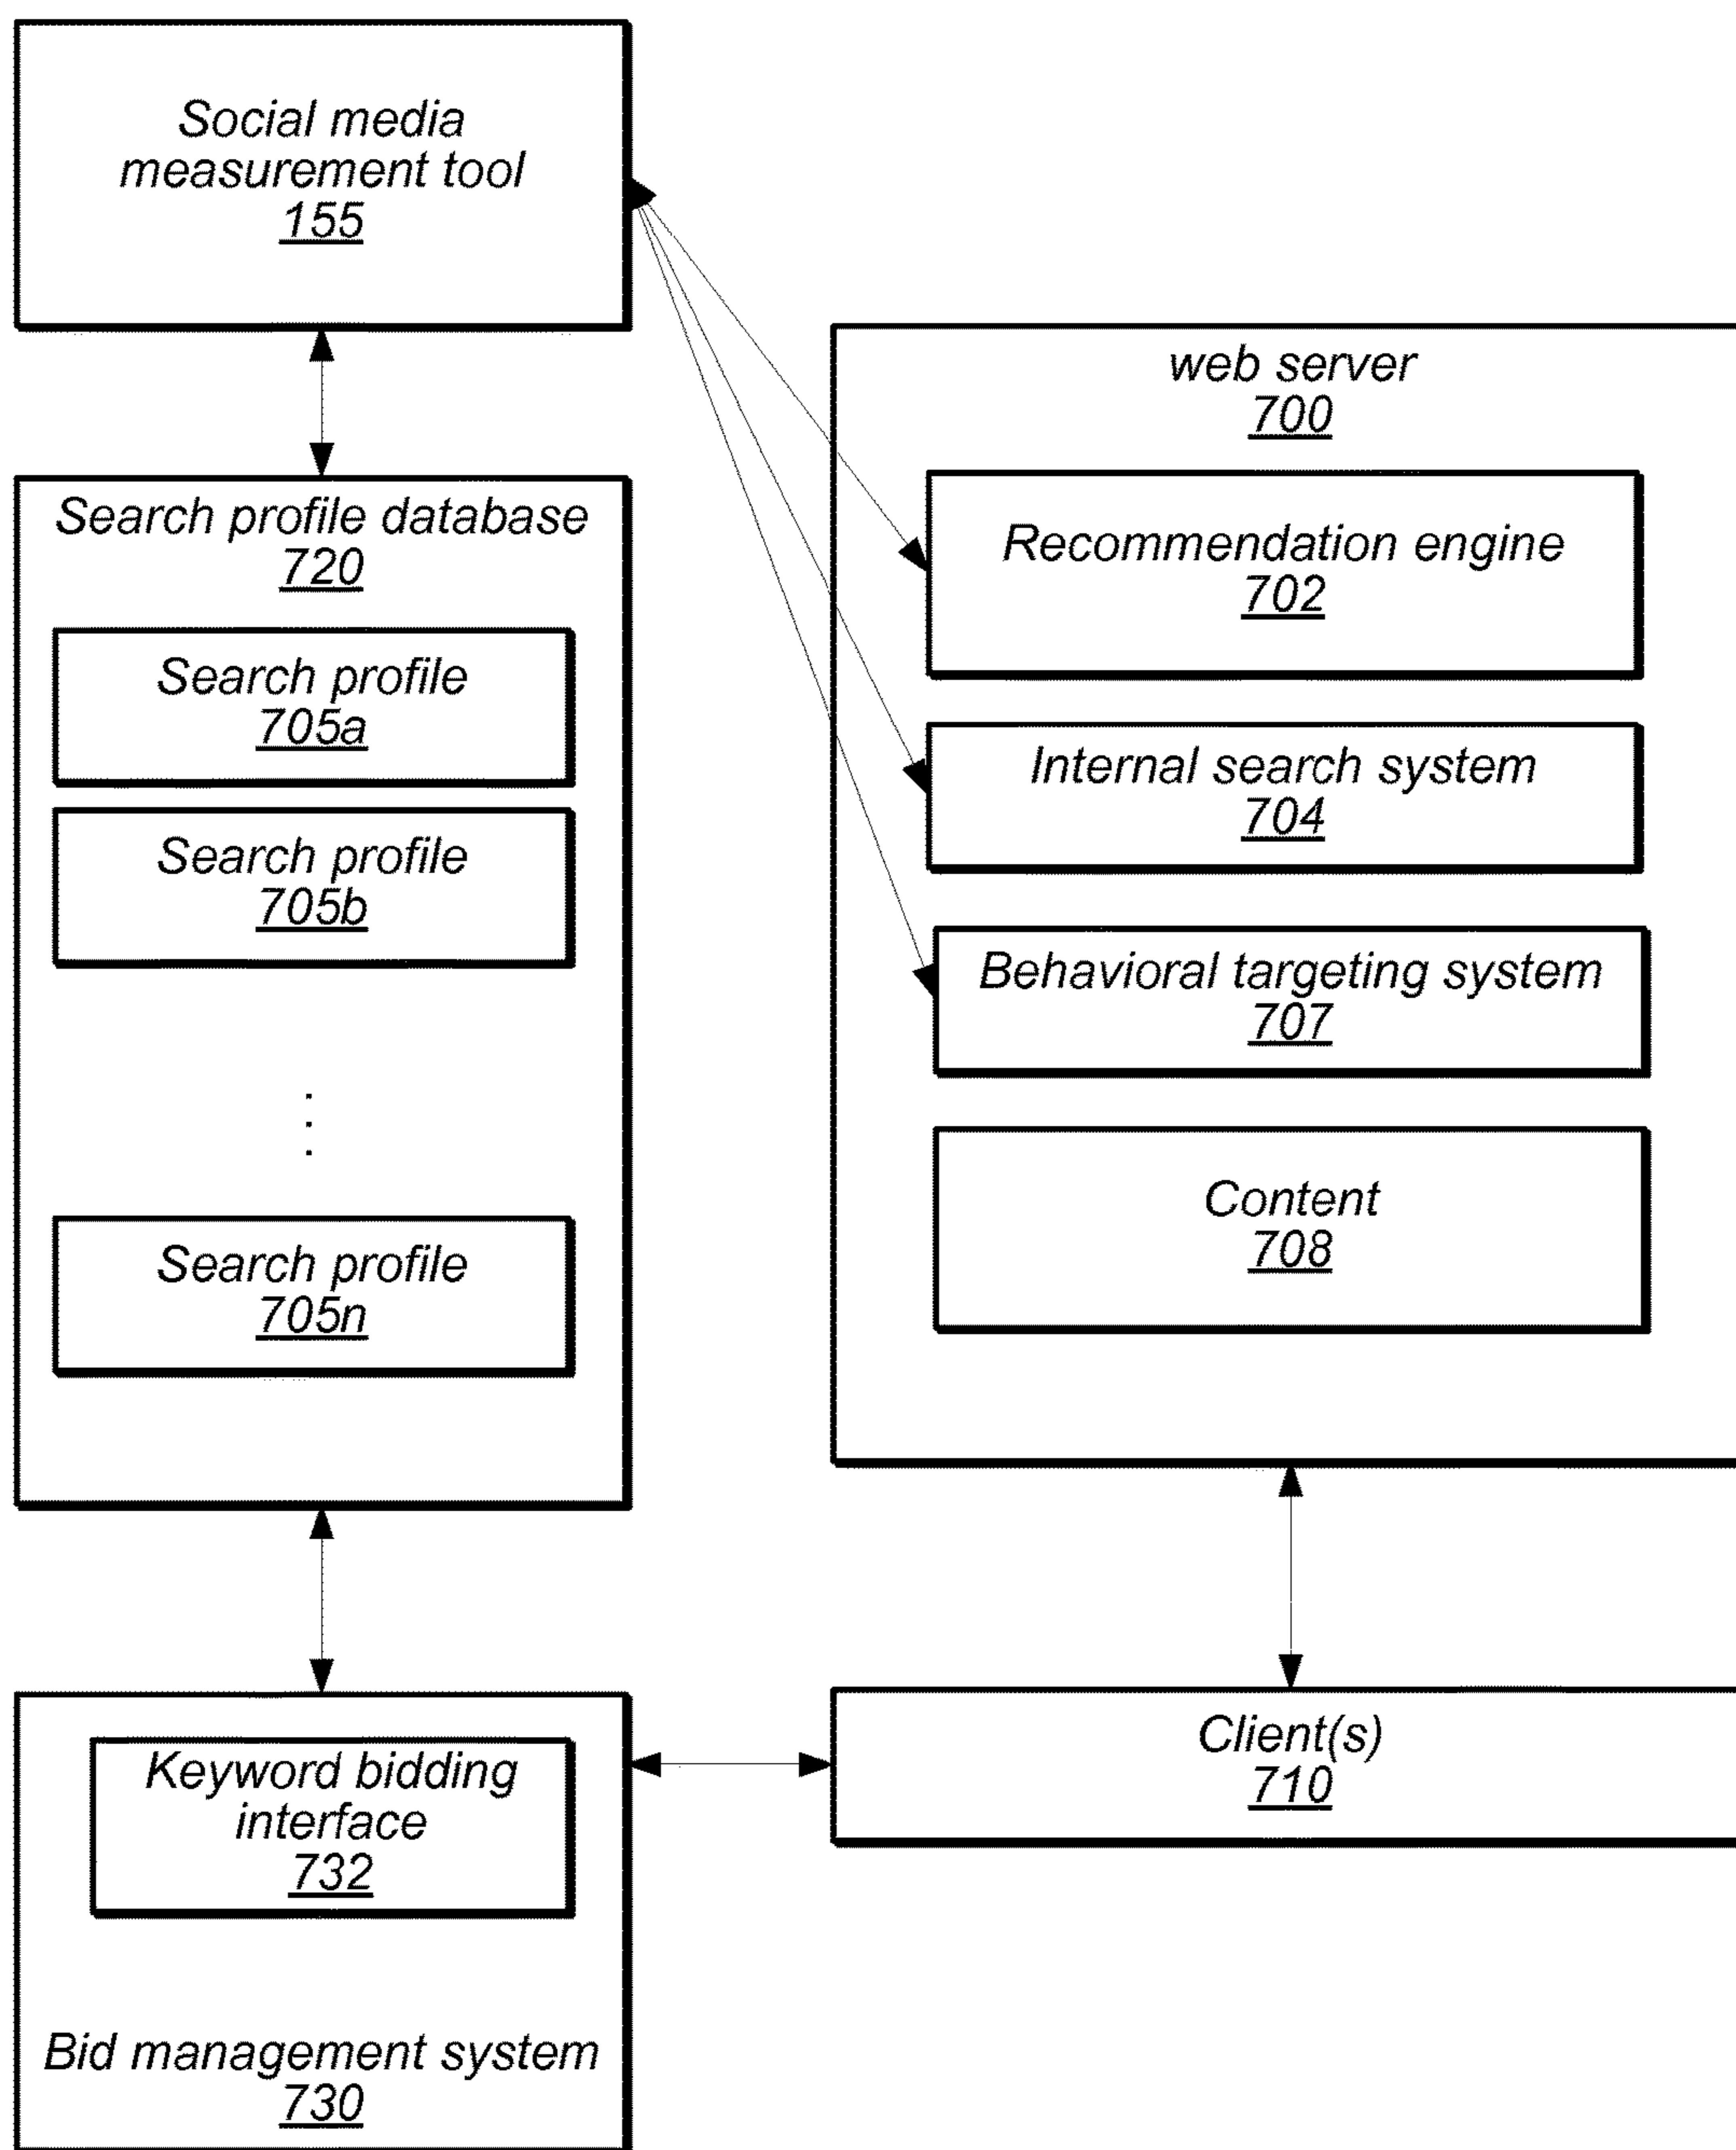 Social media
measurement tool
155
Search profile database
720
Search profile
705a
Search profile
705b
Search profile
705n
Keyword bidding
interface
732
Bid management system
730
web server
700
Recommendation engine
702
Internal search system
704
Behavioral targeting system
707
Content
708
Client(s)
710